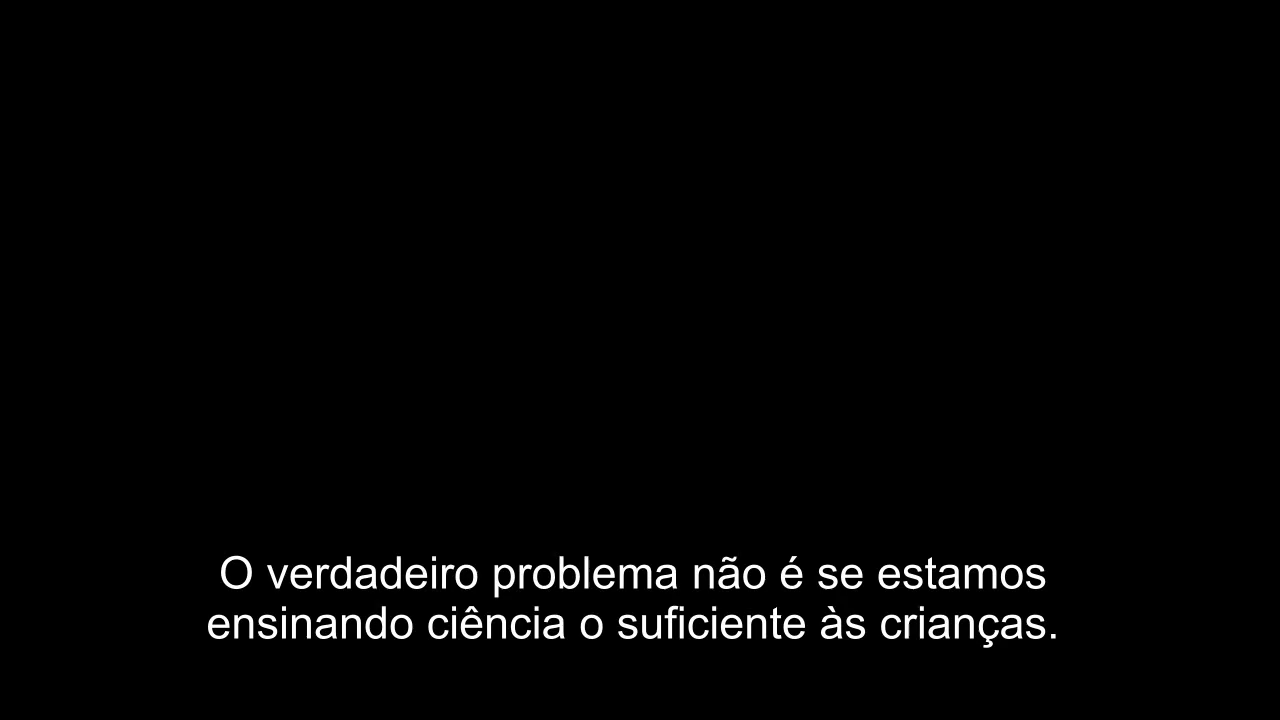 O verdadeiro problema não é se estamos
ensinando ciência o suficiente às crianças.